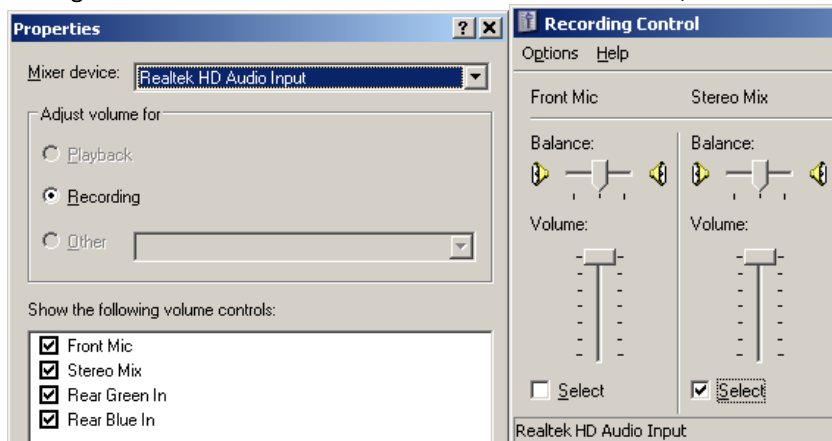 Properties
Mixer device: Realtek HD Audio Input
Adjust volume for
Playback
Recording
Other
Show the following volume controls:
Front Mic
Stereo Mix
Rear Green In
Rear Blue In
Recording Control
Options Help
Front Mic Stereo Mix
Balance: Balance:
Volume: Volume:
Select Select
Realtek HD Audio Input